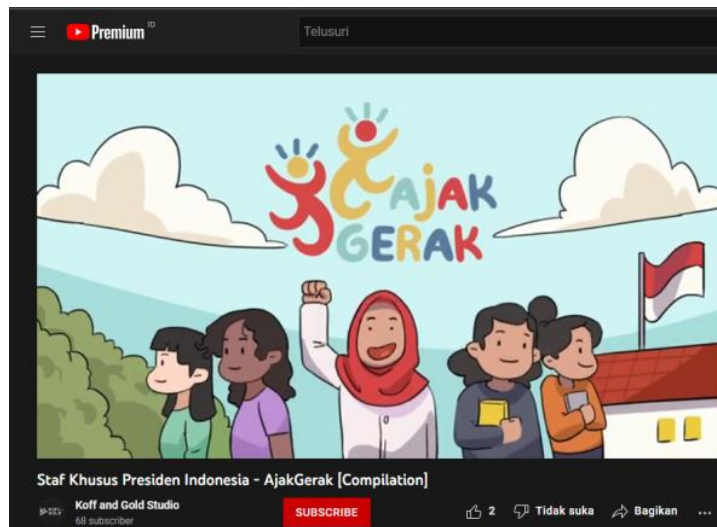 Premium ID
Telusuri
AJAK
GERAK
Staf Khusus Presiden Indonesia - AjakGerak [Compilation]
Koff and Gold Studio
68 subscriber
SUBSCRIBE
2
Tidak suka
Bagikan
...